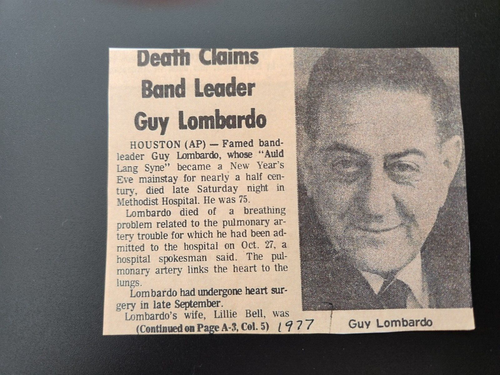 Death Claims
Band Leader
Guy Lombardo
HOUSTON (AP) — Famed band-
leader Guy Lombardo, whose "Auld
Lang Syne" became a New Year's
Eve mainstay for nearly a half cen-
tury, died late Saturday night in
Methodist Hospital. He was 75.
Lombardo died of a breathing
problem related to the pulmonary ar-
tery trouble for which he had been ad-
mitted to the hospital on Oct. 27, a
hospital spokesman said. The pul-
monary artery links the heart to the
lungs.
Lombardo had undergone heart sur-
gery in late September.
Lombardo's wife, Lillie Bell, was
(Continued on Page A-3, Col. 5) 1977
Guy Lombardo